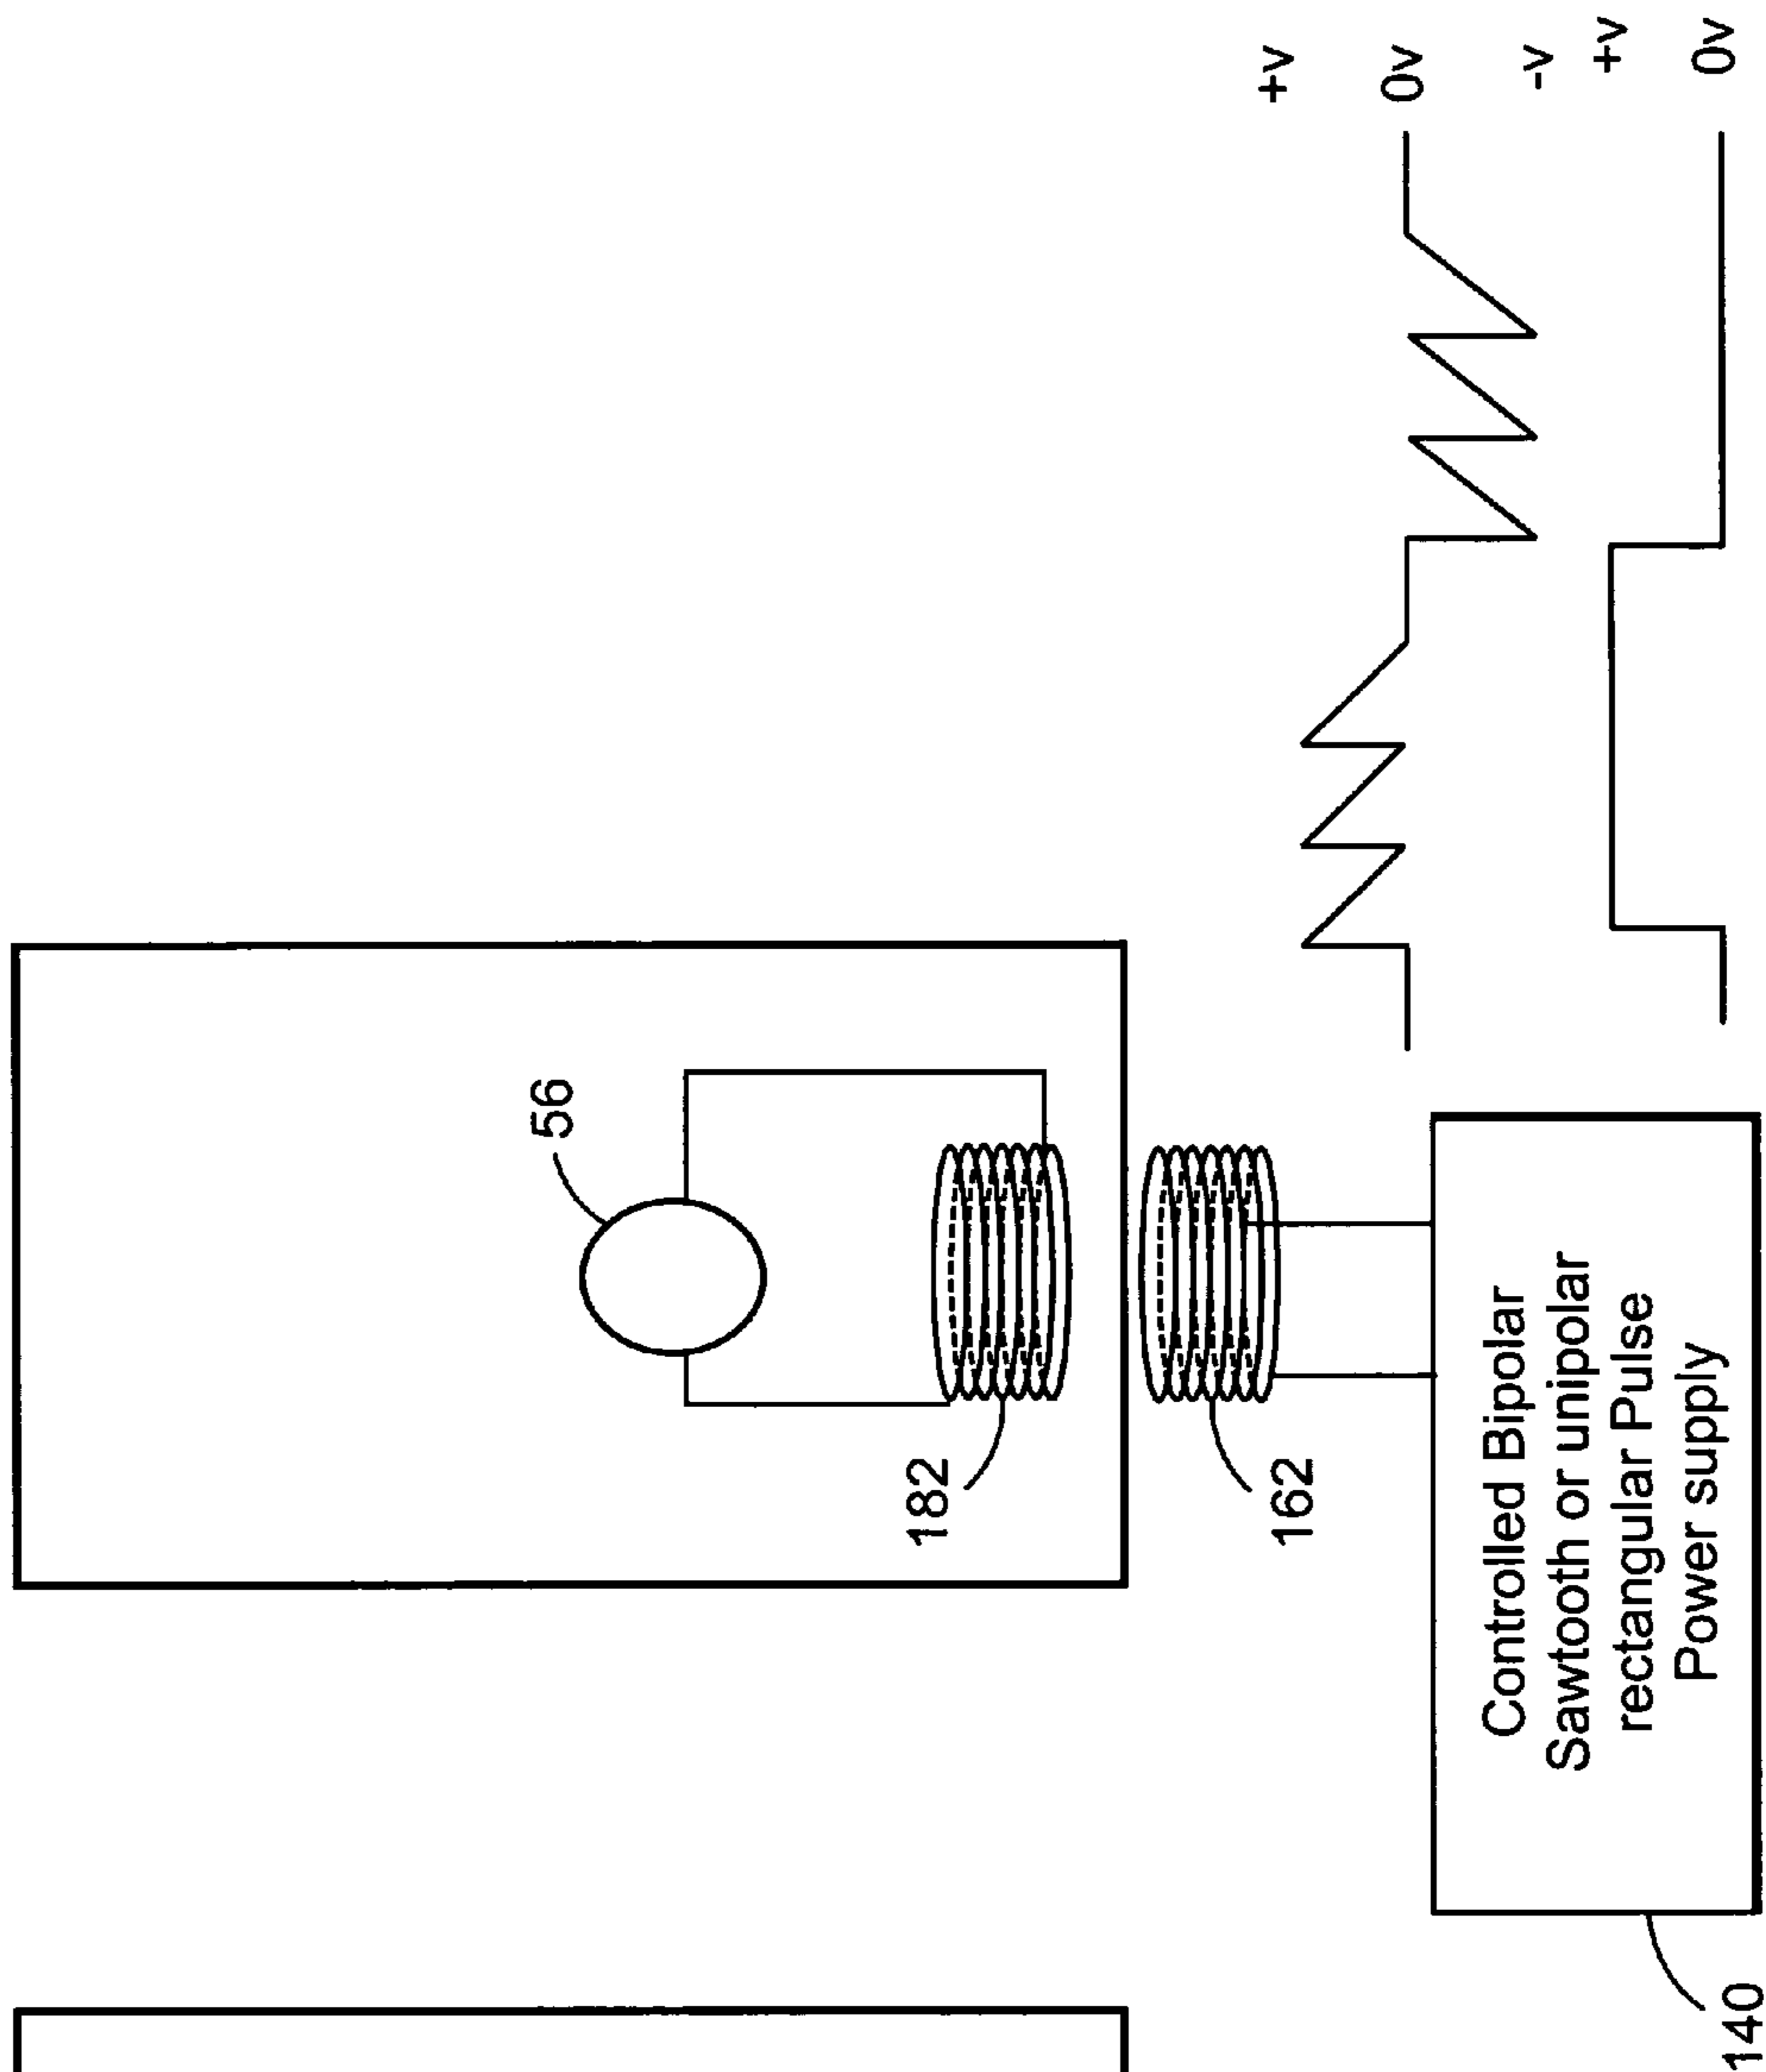 56
182
162
Controlled Bipolar
Sawtooth or unipolar
rectangular Pulse
Power supply
140
+v
0v
-v
+v
0v